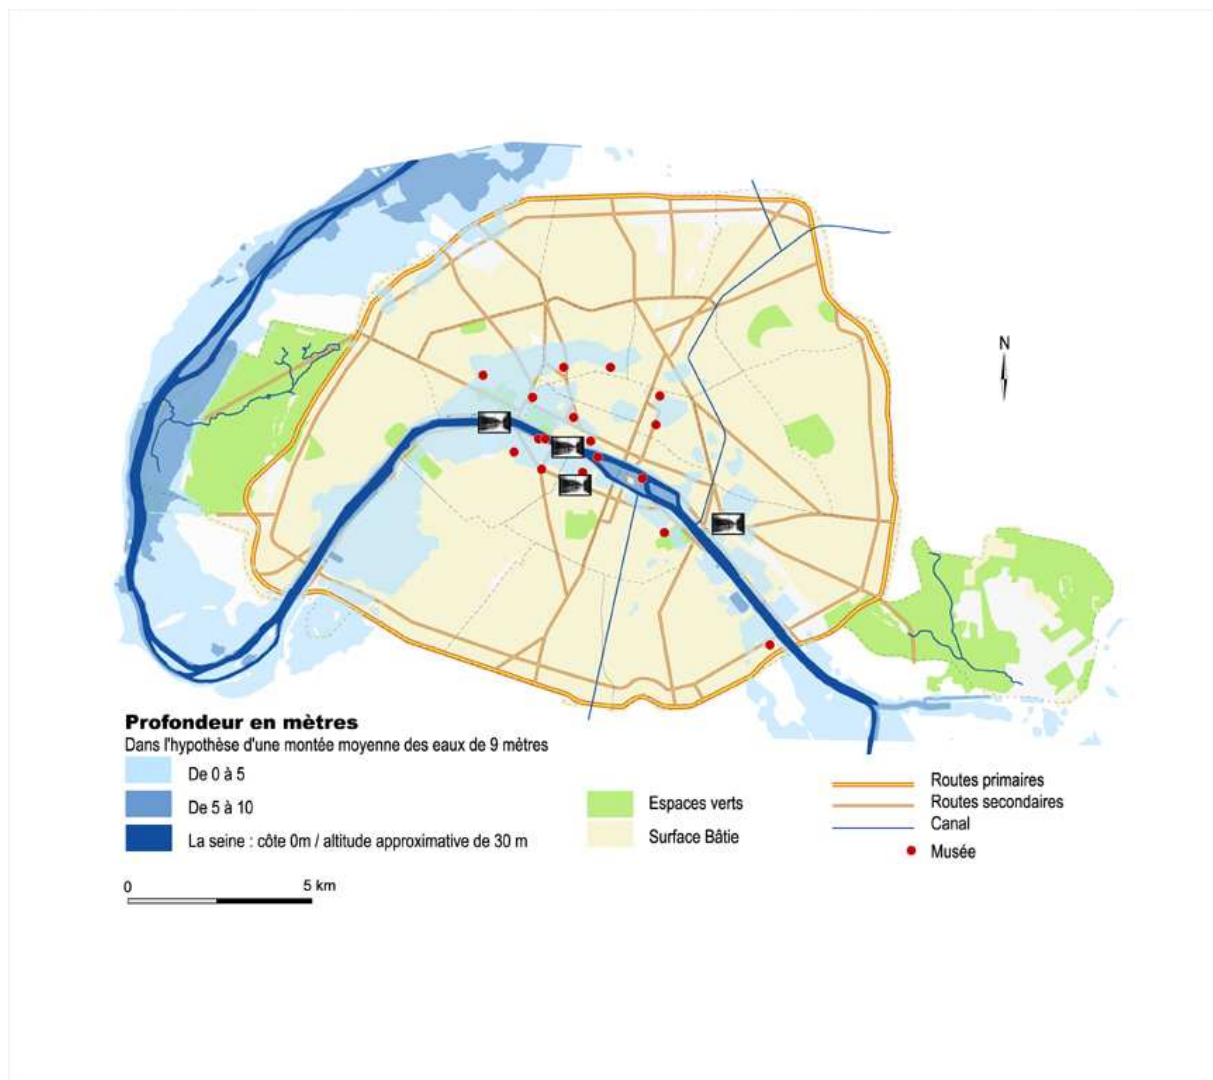 N
Profondeur en mètres
Dans l'hypothèse d'une montée moyenne des eaux de 9 mètres
De 0 à 5
De 5 à 10
La seine : côte 0m / altitude approximative de 30 m
0 5 km
Espaces verts
Surface Bâtie
Routes primaires
Routes secondaires
Canal
Musée